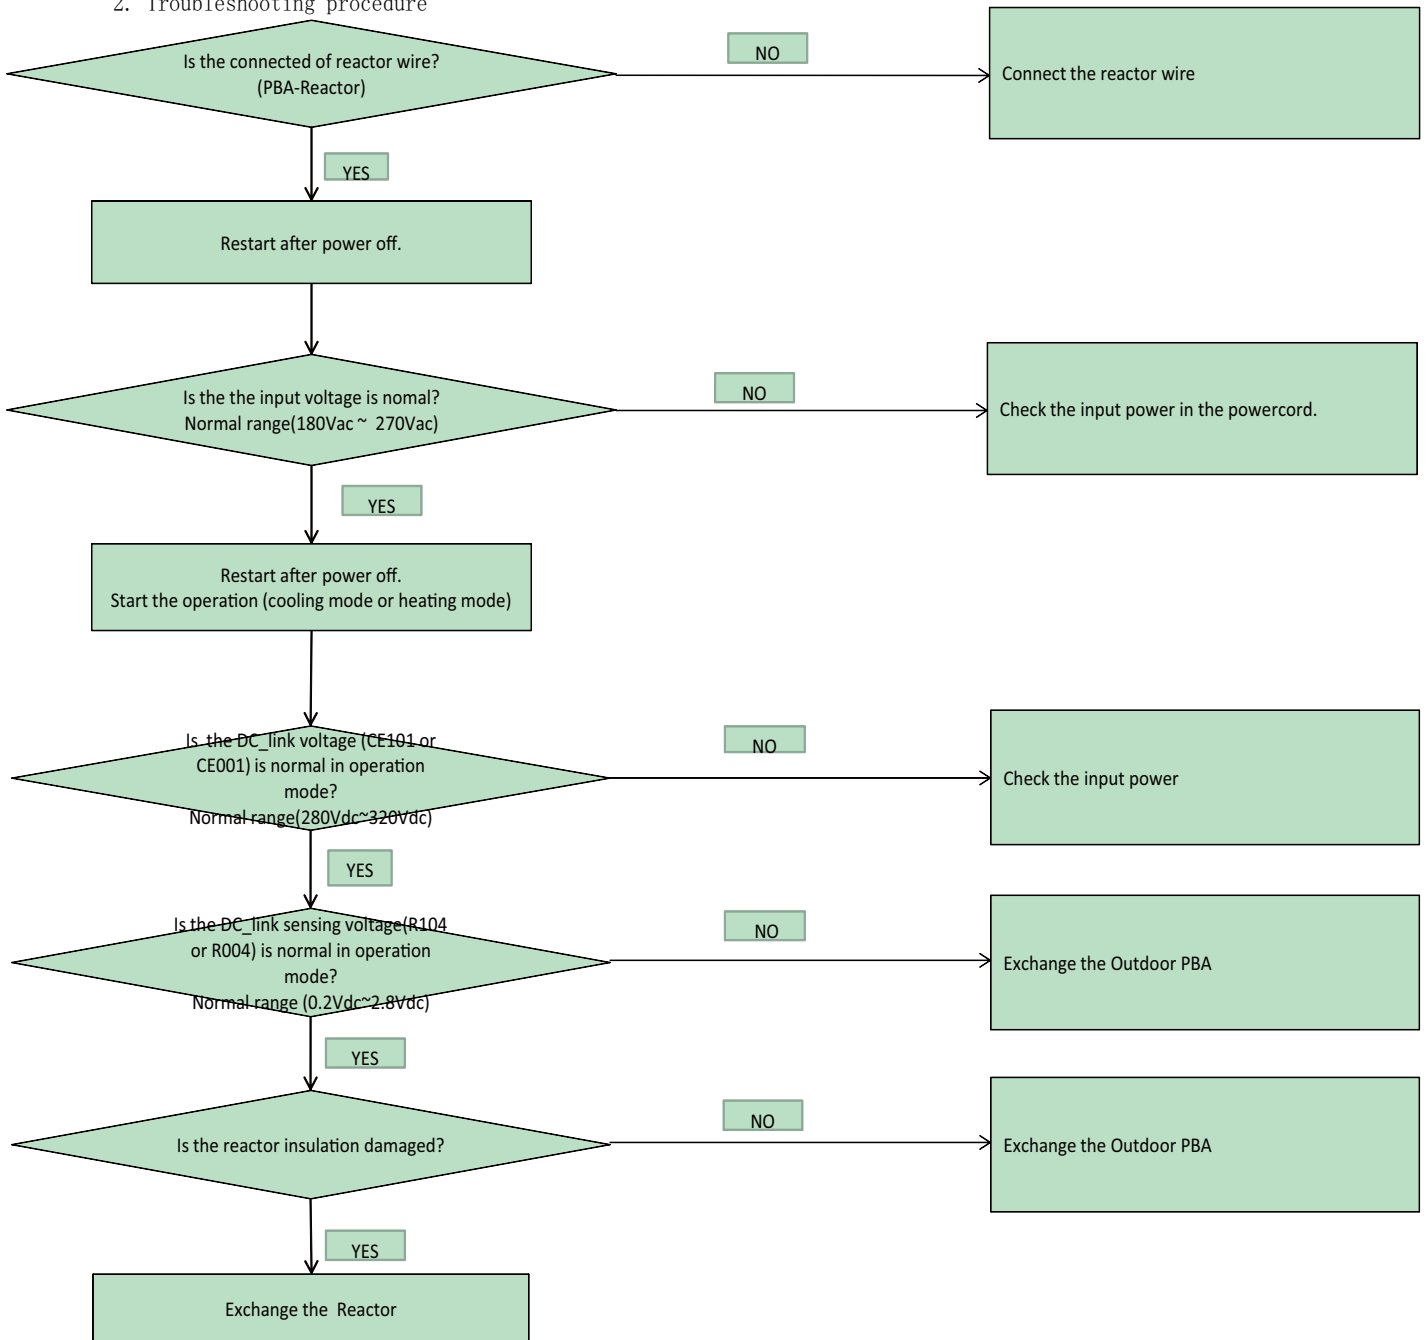 2. Troubleshooting procedure
Is the connected of reactor wire?
(PBA-Reactor)
NO
Connect the reactor wire
YES
Restart after power off.
Is the the input voltage is nomal?
Normal range(180Vac ~ 270Vac)
NO
Check the input power in the powercord.
YES
Restart after power off.
Start the operation (cooling mode or heating mode)
Is the DC_link voltage (CE101 or
CE001) is normal in operation
mode?
Normal range(280Vdc~320Vdc)
NO
Check the input power
YES
Is the DC_link sensing voltage(R104
or R004) is normal in operation
mode?
Normal range (0.2Vdc~2.8Vdc)
NO
Exchange the Outdoor PBA
YES
Is the reactor insulation damaged?
NO
Exchange the Outdoor PBA
YES
Exchange the Reactor